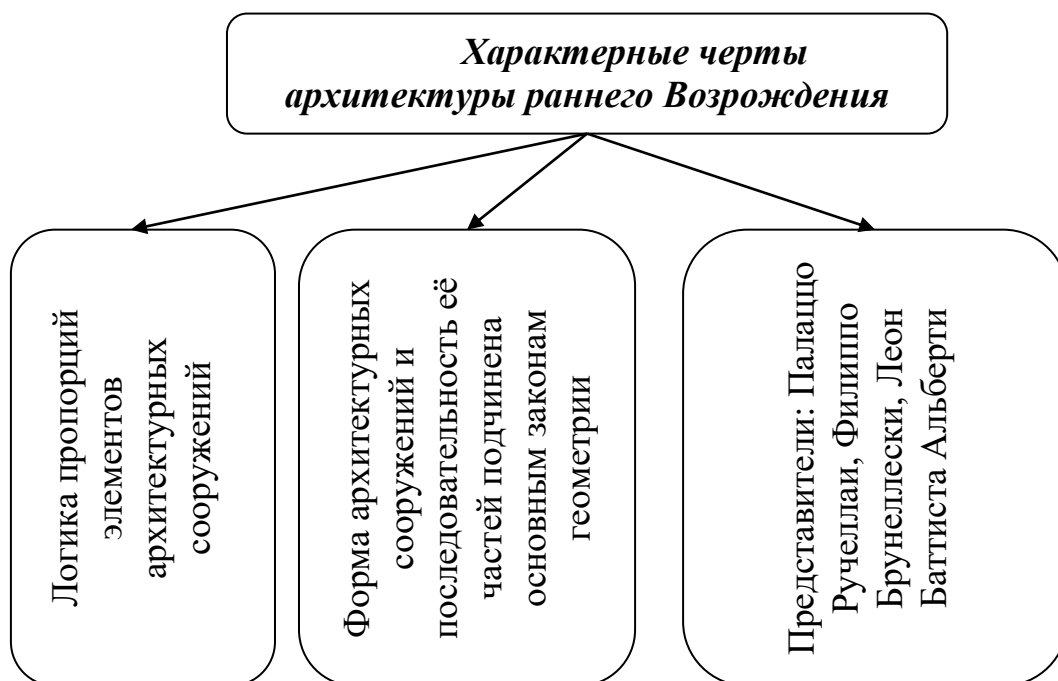 Характерные черты
архитектуры раннего Возрождения
Логика пропорций
элементов
архитектурных
сооружений
Форма архитектурных
сооружений и
последовательность её
частей подчинена
основным законам
геометрии
Представители: Палаццо
Ручеллаи, Филиппо
Брунеллески, Леон
Баттиста Альберти